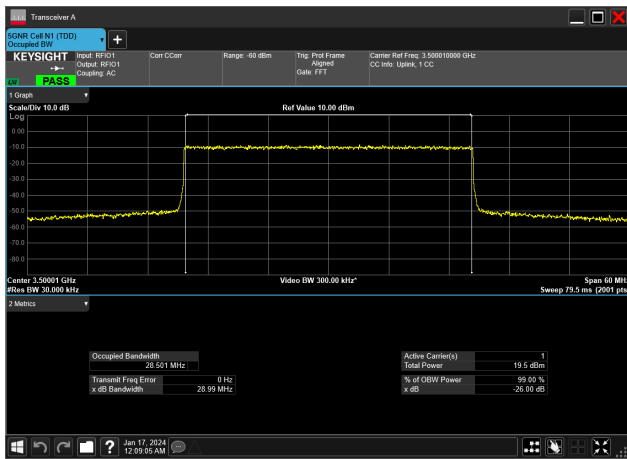 Transceiver A
5GNR Cell N1 (TDD)
Occupied BW
+
KEYSIGHT
LXI
PASS
Input: RFIO1
Output: RFIO1
Coupling: AC
Corr CCorr
Range: -60 dBm
Trig: Prot Frame
Aligned
Gate: FFT
Carrier Ref Freq: 3.500010000 GHz
CC Info: Uplink, 1 CC
1 Graph
Scale/Div 10.0 dB
Ref Value 10.00 dBm
Log
0.00
-10.0
-20.0
-30.0
-40.0
-50.0
-60.0
-70.0
-80.0
Center 3.50001 GHz
Video BW 300.00 kHz*
Span 60 MHz
#Res BW 30.000 kHz
Sweep 79.5 ms (2001 pts
2 Metrics
Occupied Bandwidth
28.501 MHz
Transmit Freq Error 0 Hz
x dB Bandwidth 28.99 MHz
Active Carrier(s) 1
Total Power 19.5 dBm
% of OBW Power 99.00 %
x dB -26.00 dB
?
Jan 17, 2024
12:09:05 AM